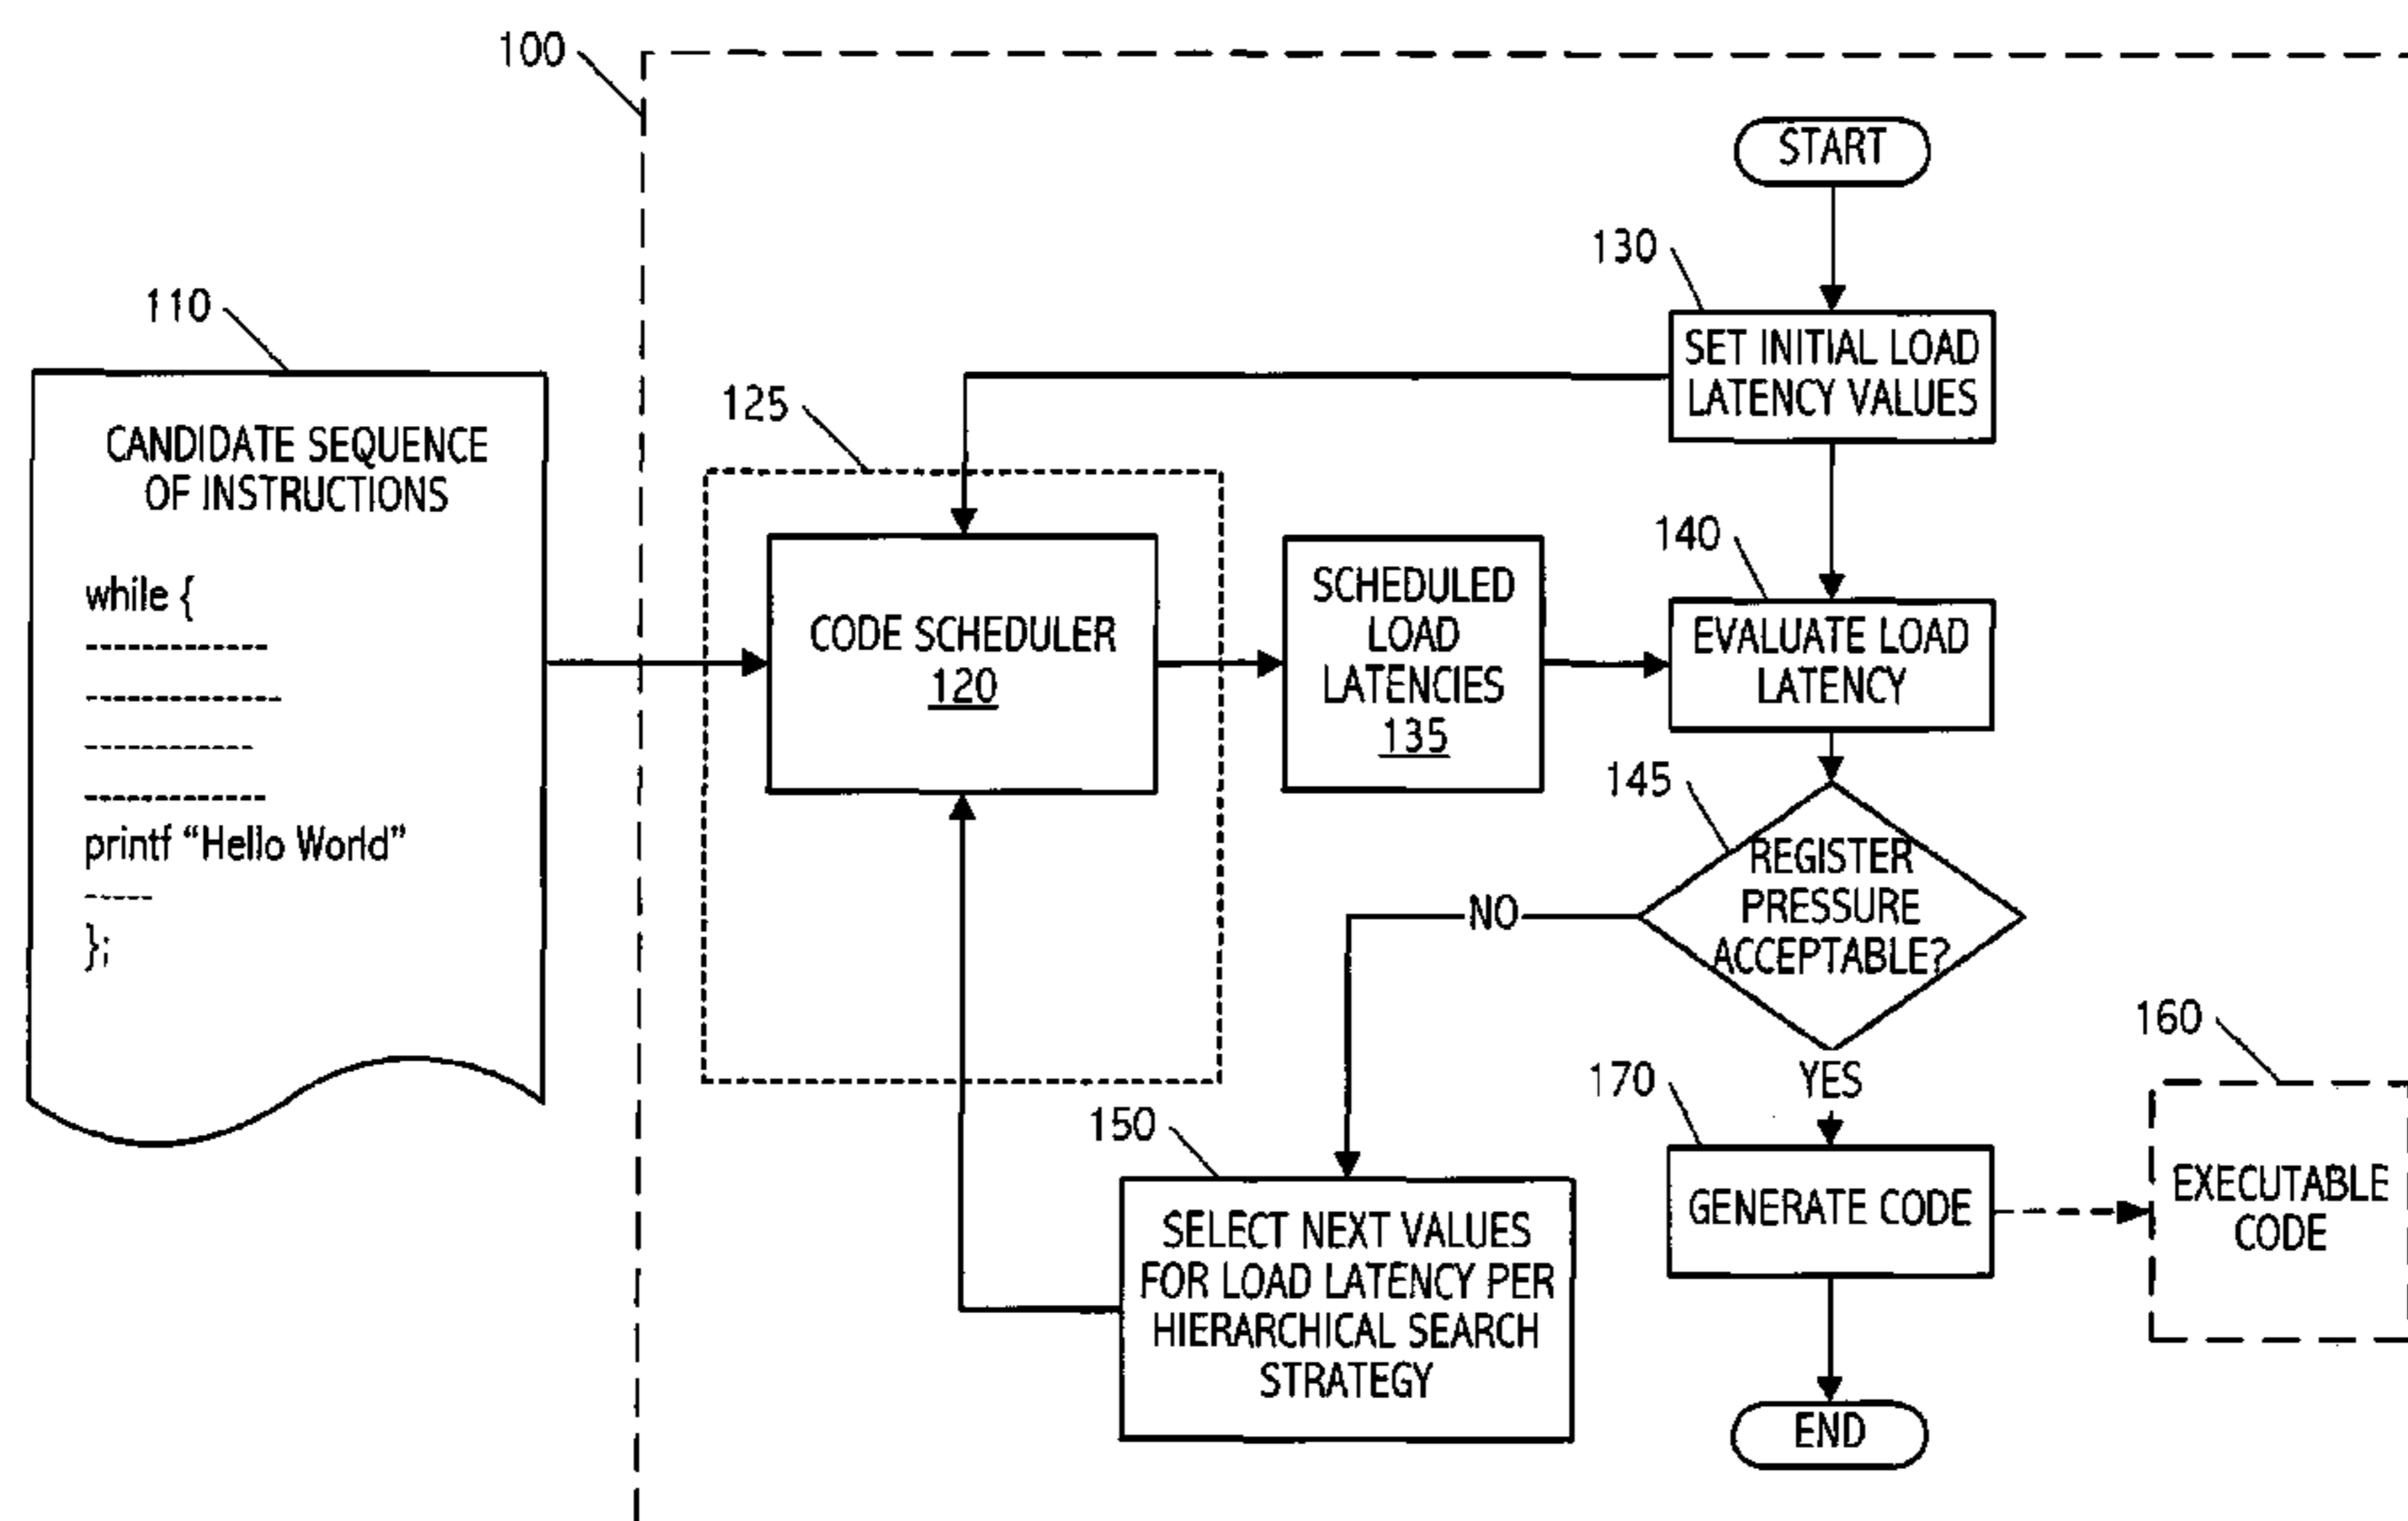 100
START
130
SET INITIAL LOAD
LATENCY VALUES
110
CANDIDATE SEQUENCE
OF INSTRUCTIONS
while {
printf “Hello World”
};
125
CODE SCHEDULER
120
SCHEDULED
LOAD
LATENCIES
135
140
EVALUATE LOAD
LATENCY
145
REGISTER
PRESSURE
ACCEPTABLE?
NO
YES
150
SELECT NEXT VALUES
FOR LOAD LATENCY PER
HIERARCHICAL SEARCH
STRATEGY
170
GENERATE CODE
160
EXECUTABLE
CODE
END